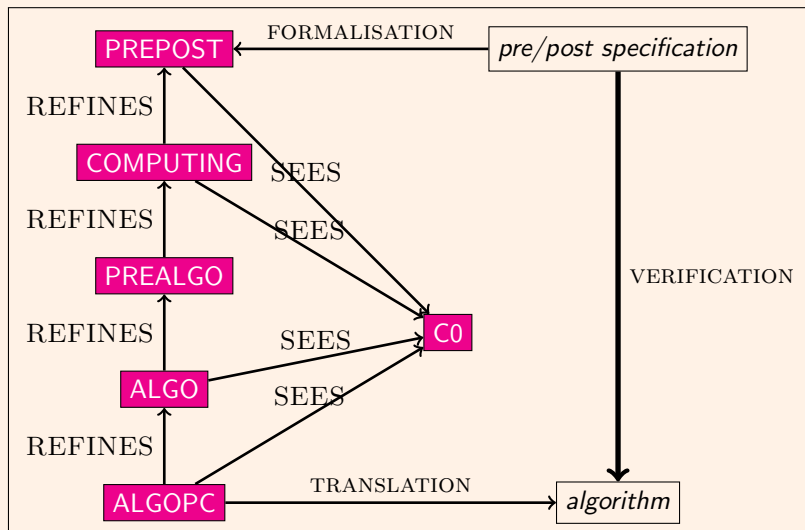 FORMALISATION
PREPOST
pre/post specification
REFINES
COMPUTING
SEES
REFINES
SEES
PREALGO
VERIFICATION
REFINES
SEES
C0
ALGO
SEES
REFINES
TRANSLATION
ALGOPC
algorithm